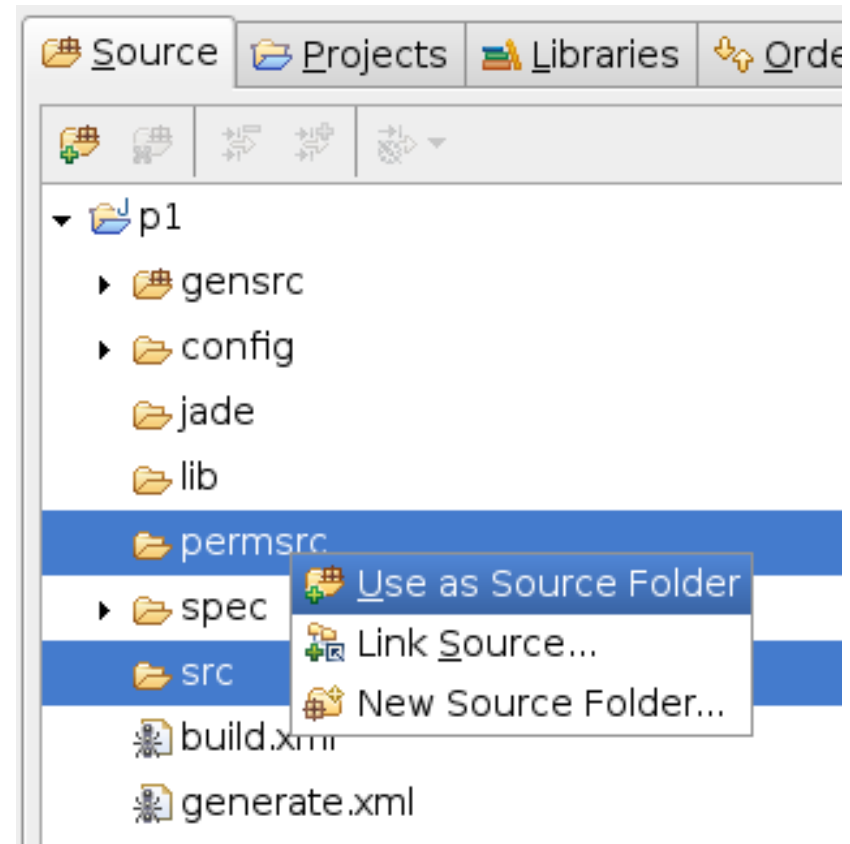 Source Projects Libraries Orde
p1
gensrc
config
jade
lib
permsrc
Use as Source Folder
spec
Link Source...
src
New Source Folder...
build.xml
generate.xml